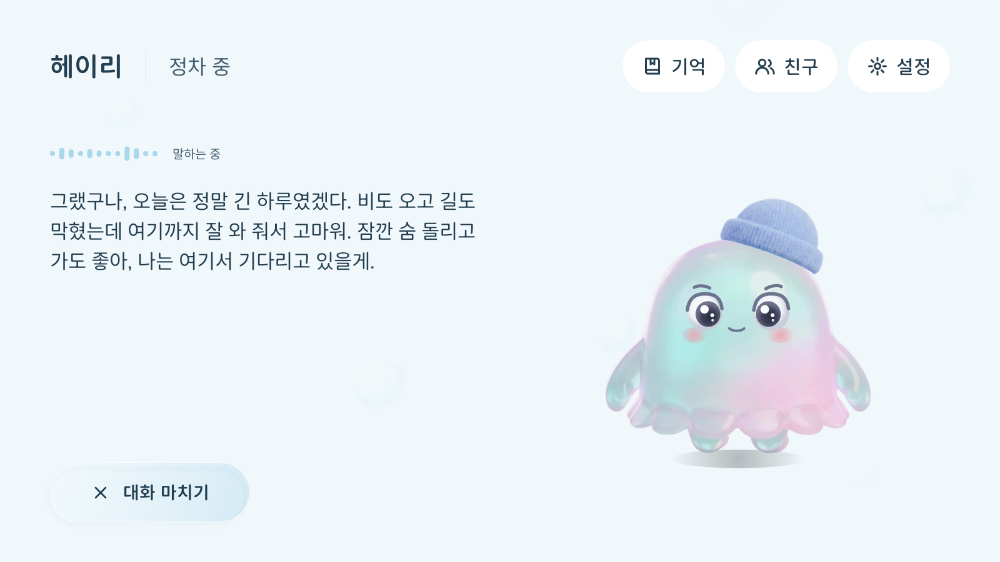 헤이리
정차 중
기억
친구
설정
말하는 중
그랬구나, 오늘은 정말 긴 하루였겠다. 비도 오고 길도
막혔는데 여기까지 잘 와 줘서 고마워. 잠깐 숨 돌리고
가도 좋아, 나는 여기서 기다리고 있을게.
대화 마치기